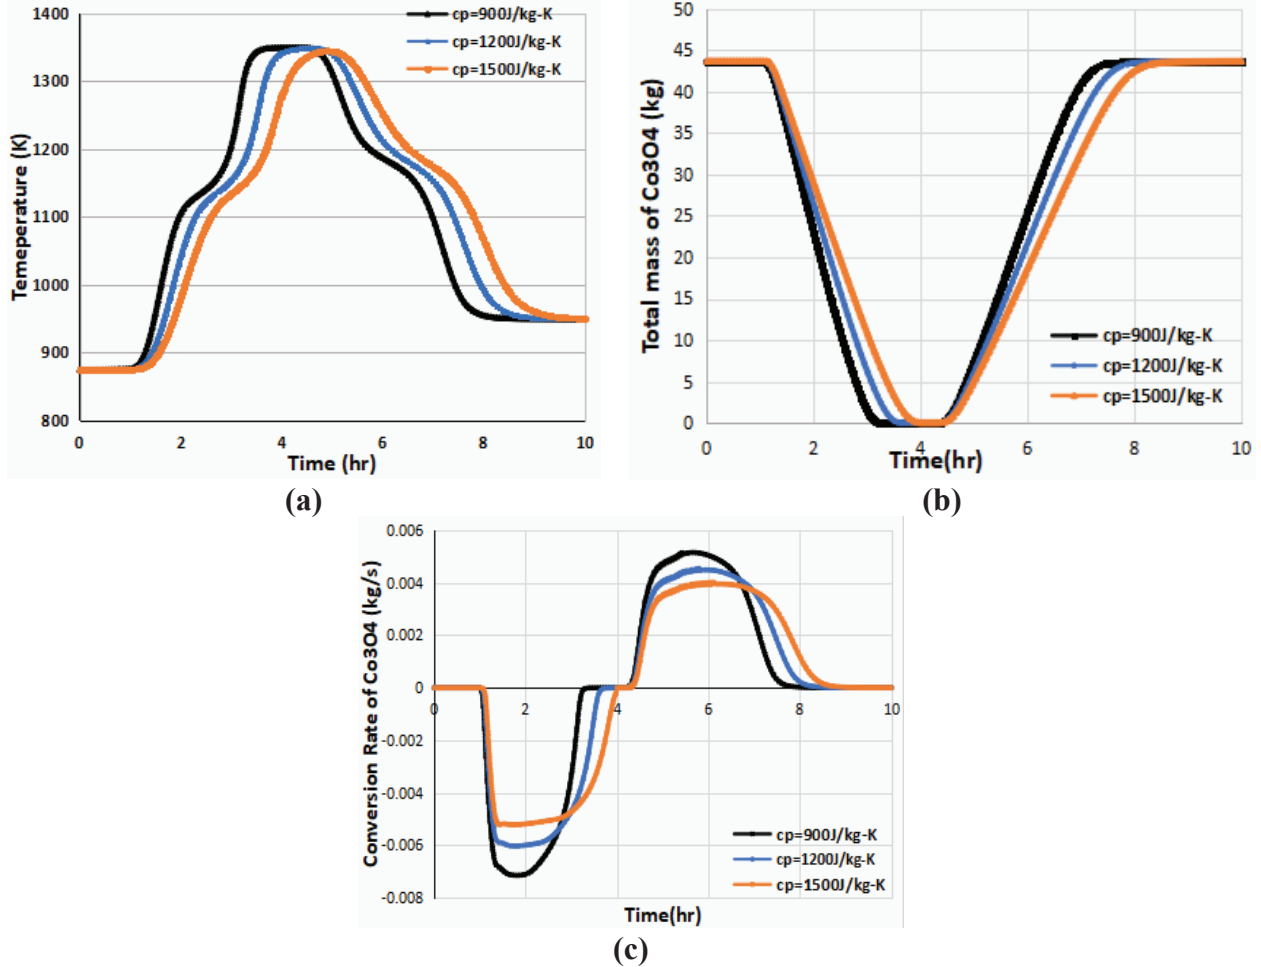 1400
1300
1200
1100
1000
900
800
Temeperature (K)
0 2 4 6 8 10
Time (hr)
cp=900J/kg-K
cp=1200J/kg-K
cp=1500J/kg-K
(a)
50
45
40
35
30
25
20
15
10
5
0
Total mass of Co3O4 (kg)
0 2 4 6 8 10
Time(hr)
cp=900J/kg-K
cp=1200J/kg-K
cp=1500J/kg-K
(b)
0.006
0.004
0.002
0
-0.002
-0.004
-0.006
-0.008
Conversion Rate of Co3O4 (kg/s)
0 2 4 6 8 10
cp=900J/kg-K
cp=1200J/kg-K
cp=1500J/kg-K
Time(hr)
(c)